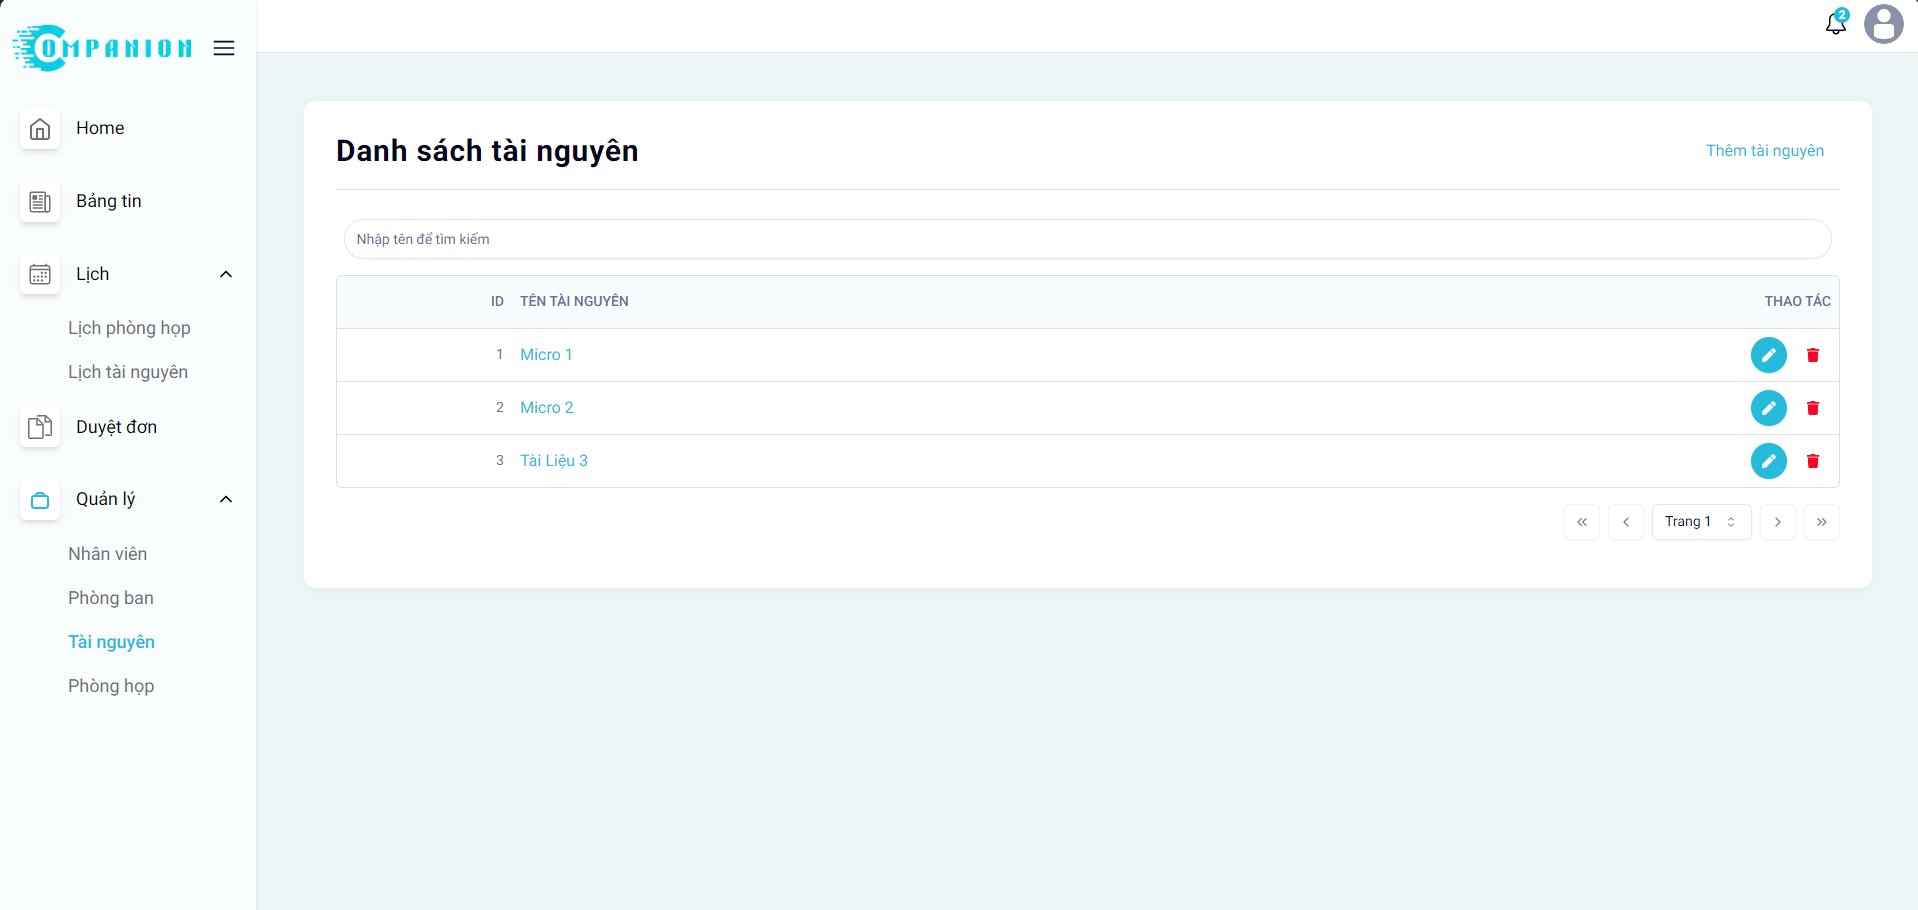 COMPANION
2
Home
Bảng tin
Lịch
Lịch phòng họp
Lịch tài nguyên
Duyệt đơn
Quản lý
Nhân viên
Phòng ban
Tài nguyên
Phòng họp
Danh sách tài nguyên
Thêm tài nguyên
Nhập tên để tìm kiếm
ID TÊN TÀI NGUYÊN THAO TÁC
1 Micro 1
2 Micro 2
3 Tài Liệu 3
Trang 1